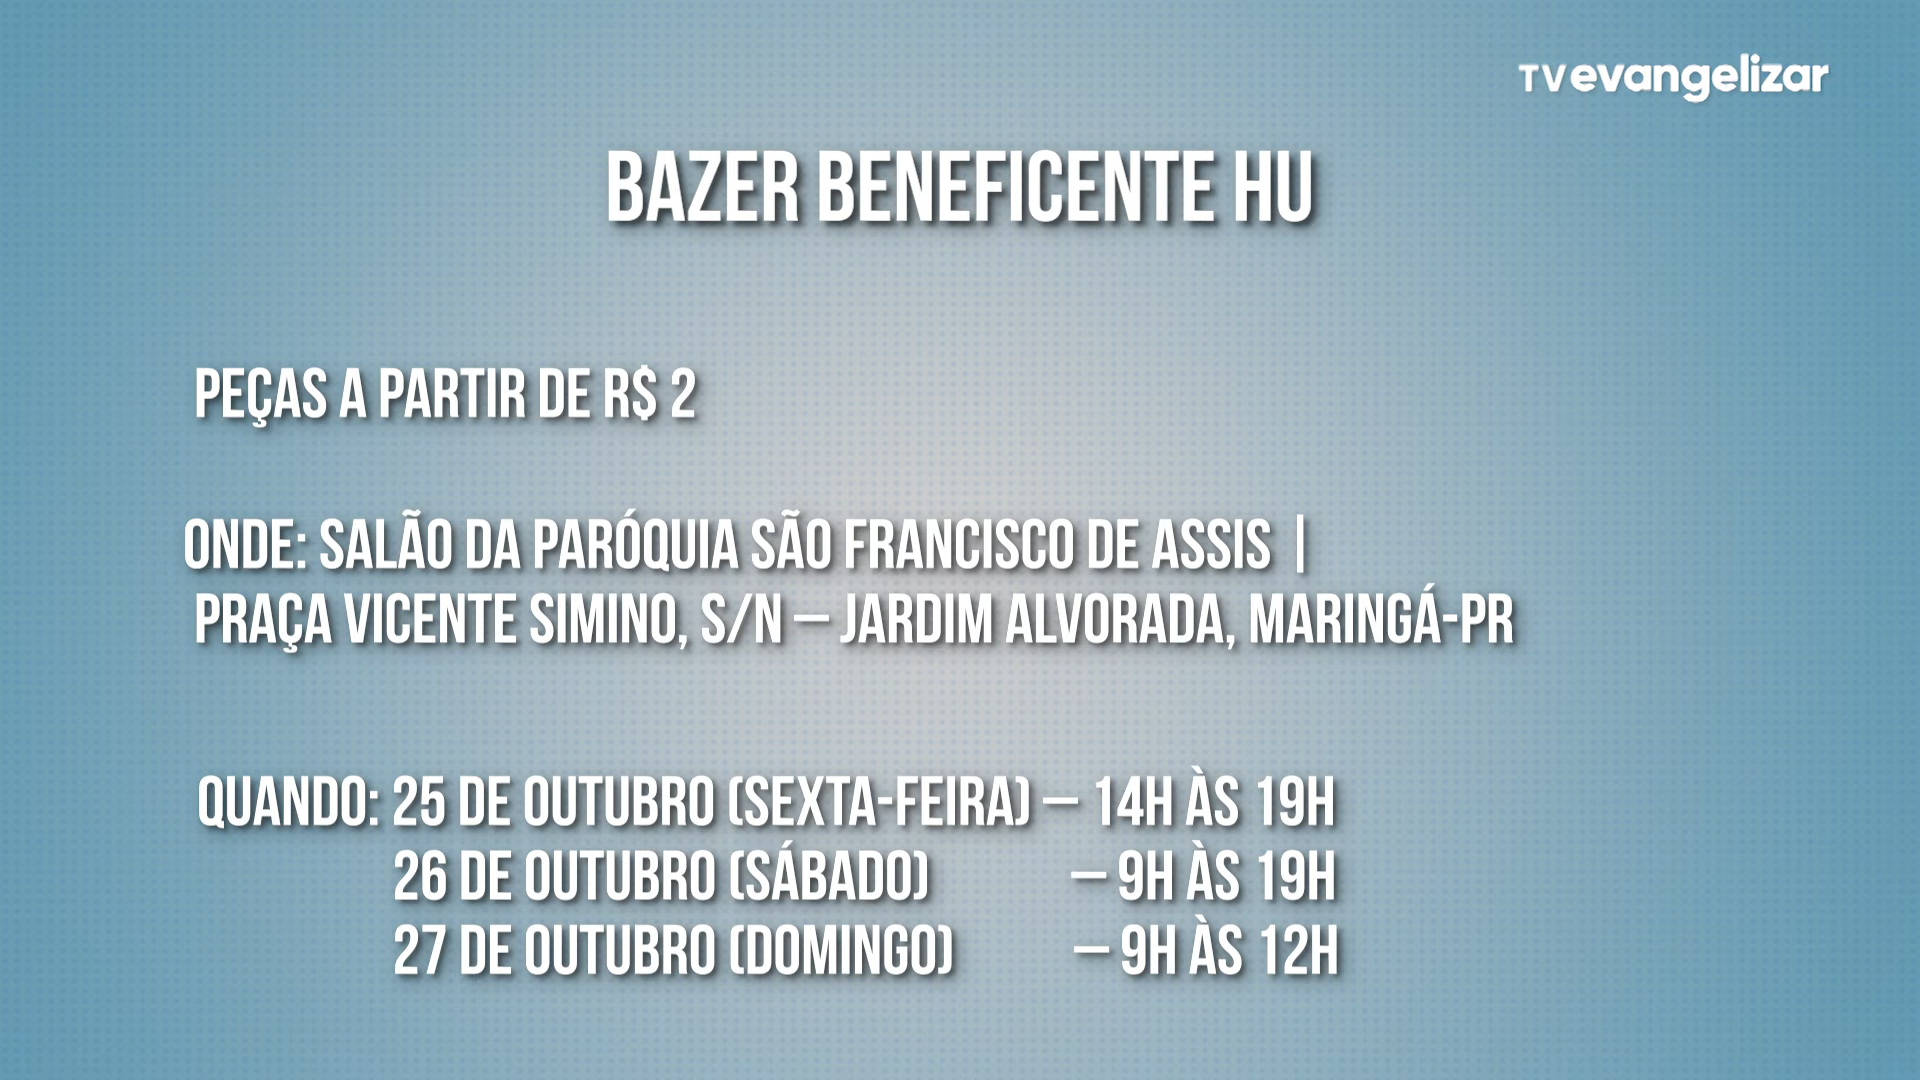 TV evangelizar
BAZER BENEFICENTE HU
PEÇAS A PARTIR DE R$ 2
ONDE: SALÃO DA PARÓQUIA SÃO FRANCISCO DE ASSIS |
PRAÇA VICENTE SIMINO, S/N – JARDIM ALVORADA, MARINGÁ-PR
QUANDO: 25 DE OUTUBRO (SEXTA-FEIRA) – 14H ÀS 19H
26 DE OUTUBRO (SÁBADO) – 9H ÀS 19H
27 DE OUTUBRO (DOMINGO) – 9H ÀS 12H